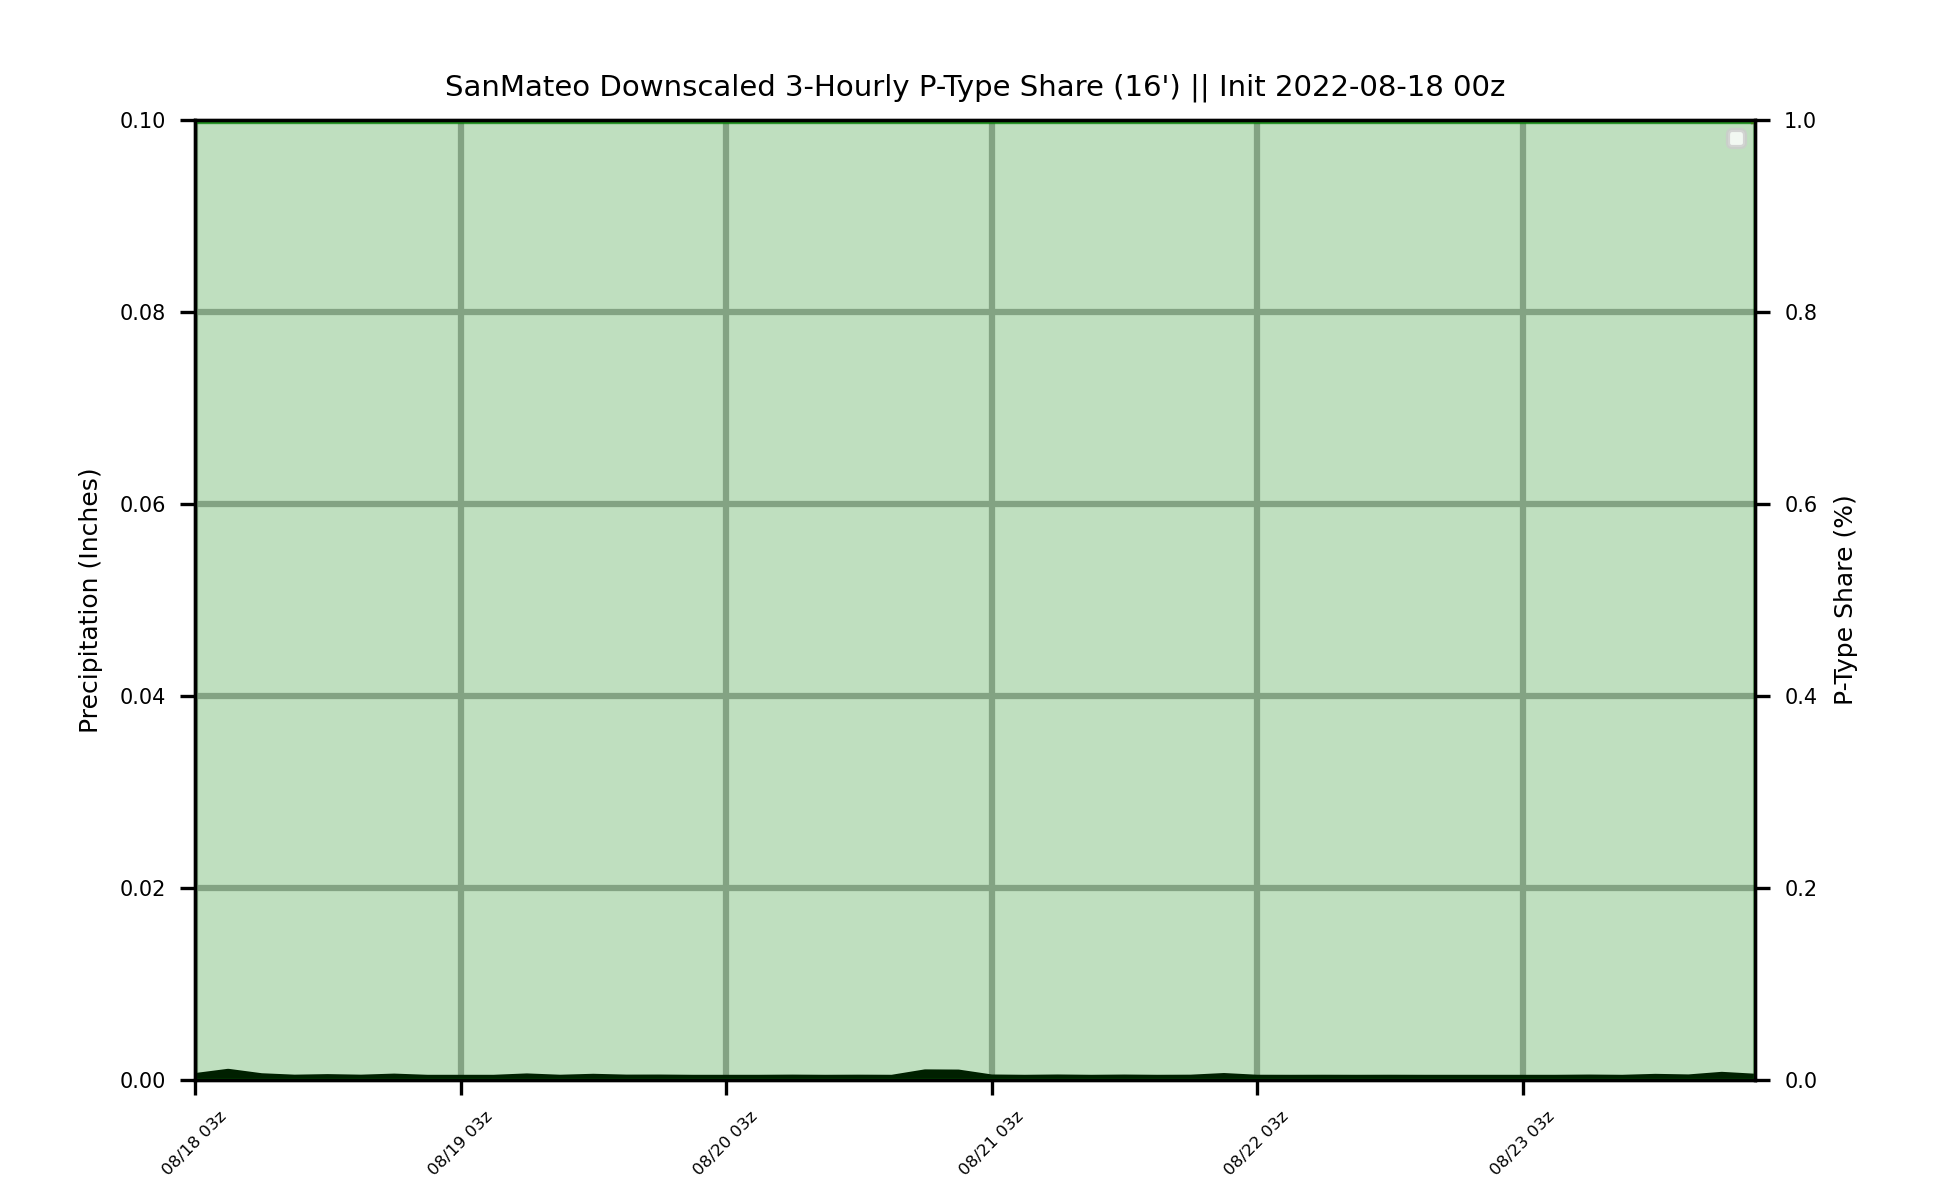 SanMateo Downscaled 3-Hourly P-Type Share (16') || Init 2022-08-18 00z
Precipitation (Inches)
0.10
0.08
0.06
0.04
0.02
0.00
1.0
0.8
0.6
0.4
0.2
0.0
P-Type Share (%)
08/18 03z
08/19 03z
08/20 03z
08/21 03z
08/22 03z
08/23 03z